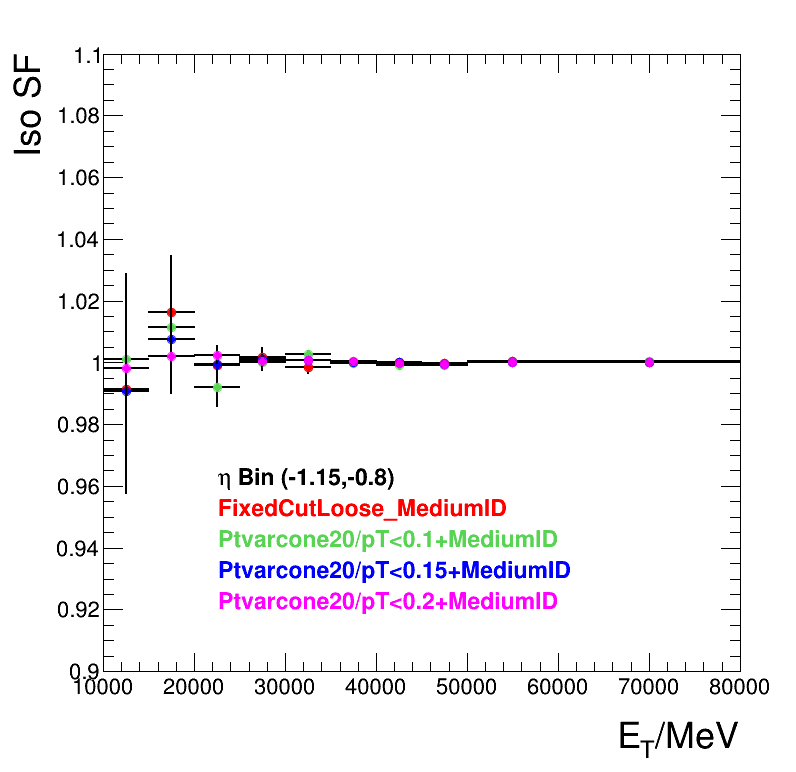 Iso SF
1.1
1.08
1.06
1.04
1.02
1
0.98
0.96
0.94
0.92
0.9
η Bin (-1.15,-0.8)
FixedCutLoose_MediumID
Ptvarcone20/pT<0.1+MediumID
Ptvarcone20/pT<0.15+MediumID
Ptvarcone20/pT<0.2+MediumID
10000 20000 30000 40000 50000 60000 70000 80000
E_T/MeV